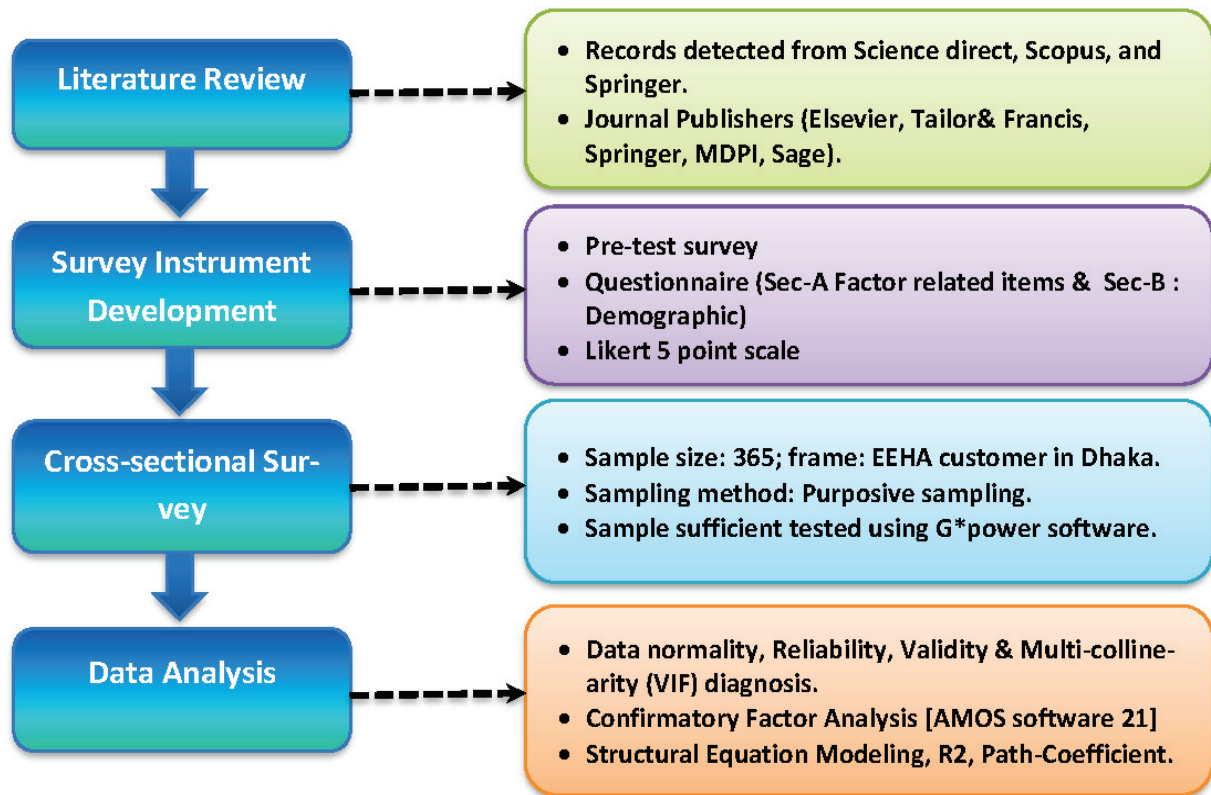 Literature Review
• Records detected from Science direct, Scopus, and
Springer.
• Journal Publishers (Elsevier, Tailor& Francis,
Springer, MDPI, Sage).
Survey Instrument
Development
• Pre-test survey
• Questionnaire (Sec-A Factor related items & Sec-B :
Demographic)
• Likert 5 point scale
Cross-sectional Sur-
vey
• Sample size: 365; frame: EEHA customer in Dhaka.
• Sampling method: Purposive sampling.
• Sample sufficient tested using G*power software.
Data Analysis
• Data normality, Reliability, Validity & Multi-colline-
arity (VIF) diagnosis.
• Confirmatory Factor Analysis [AMOS software 21]
• Structural Equation Modeling, R2, Path-Coefficient.